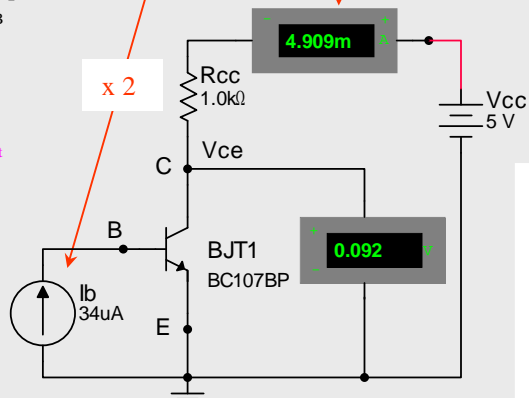 4.909m
A
x 2
Rcc
1.0kΩ
Vcc
5 V
C Vce
B
BJT1
BC107BP
0.092
V
Ib
34uA
E